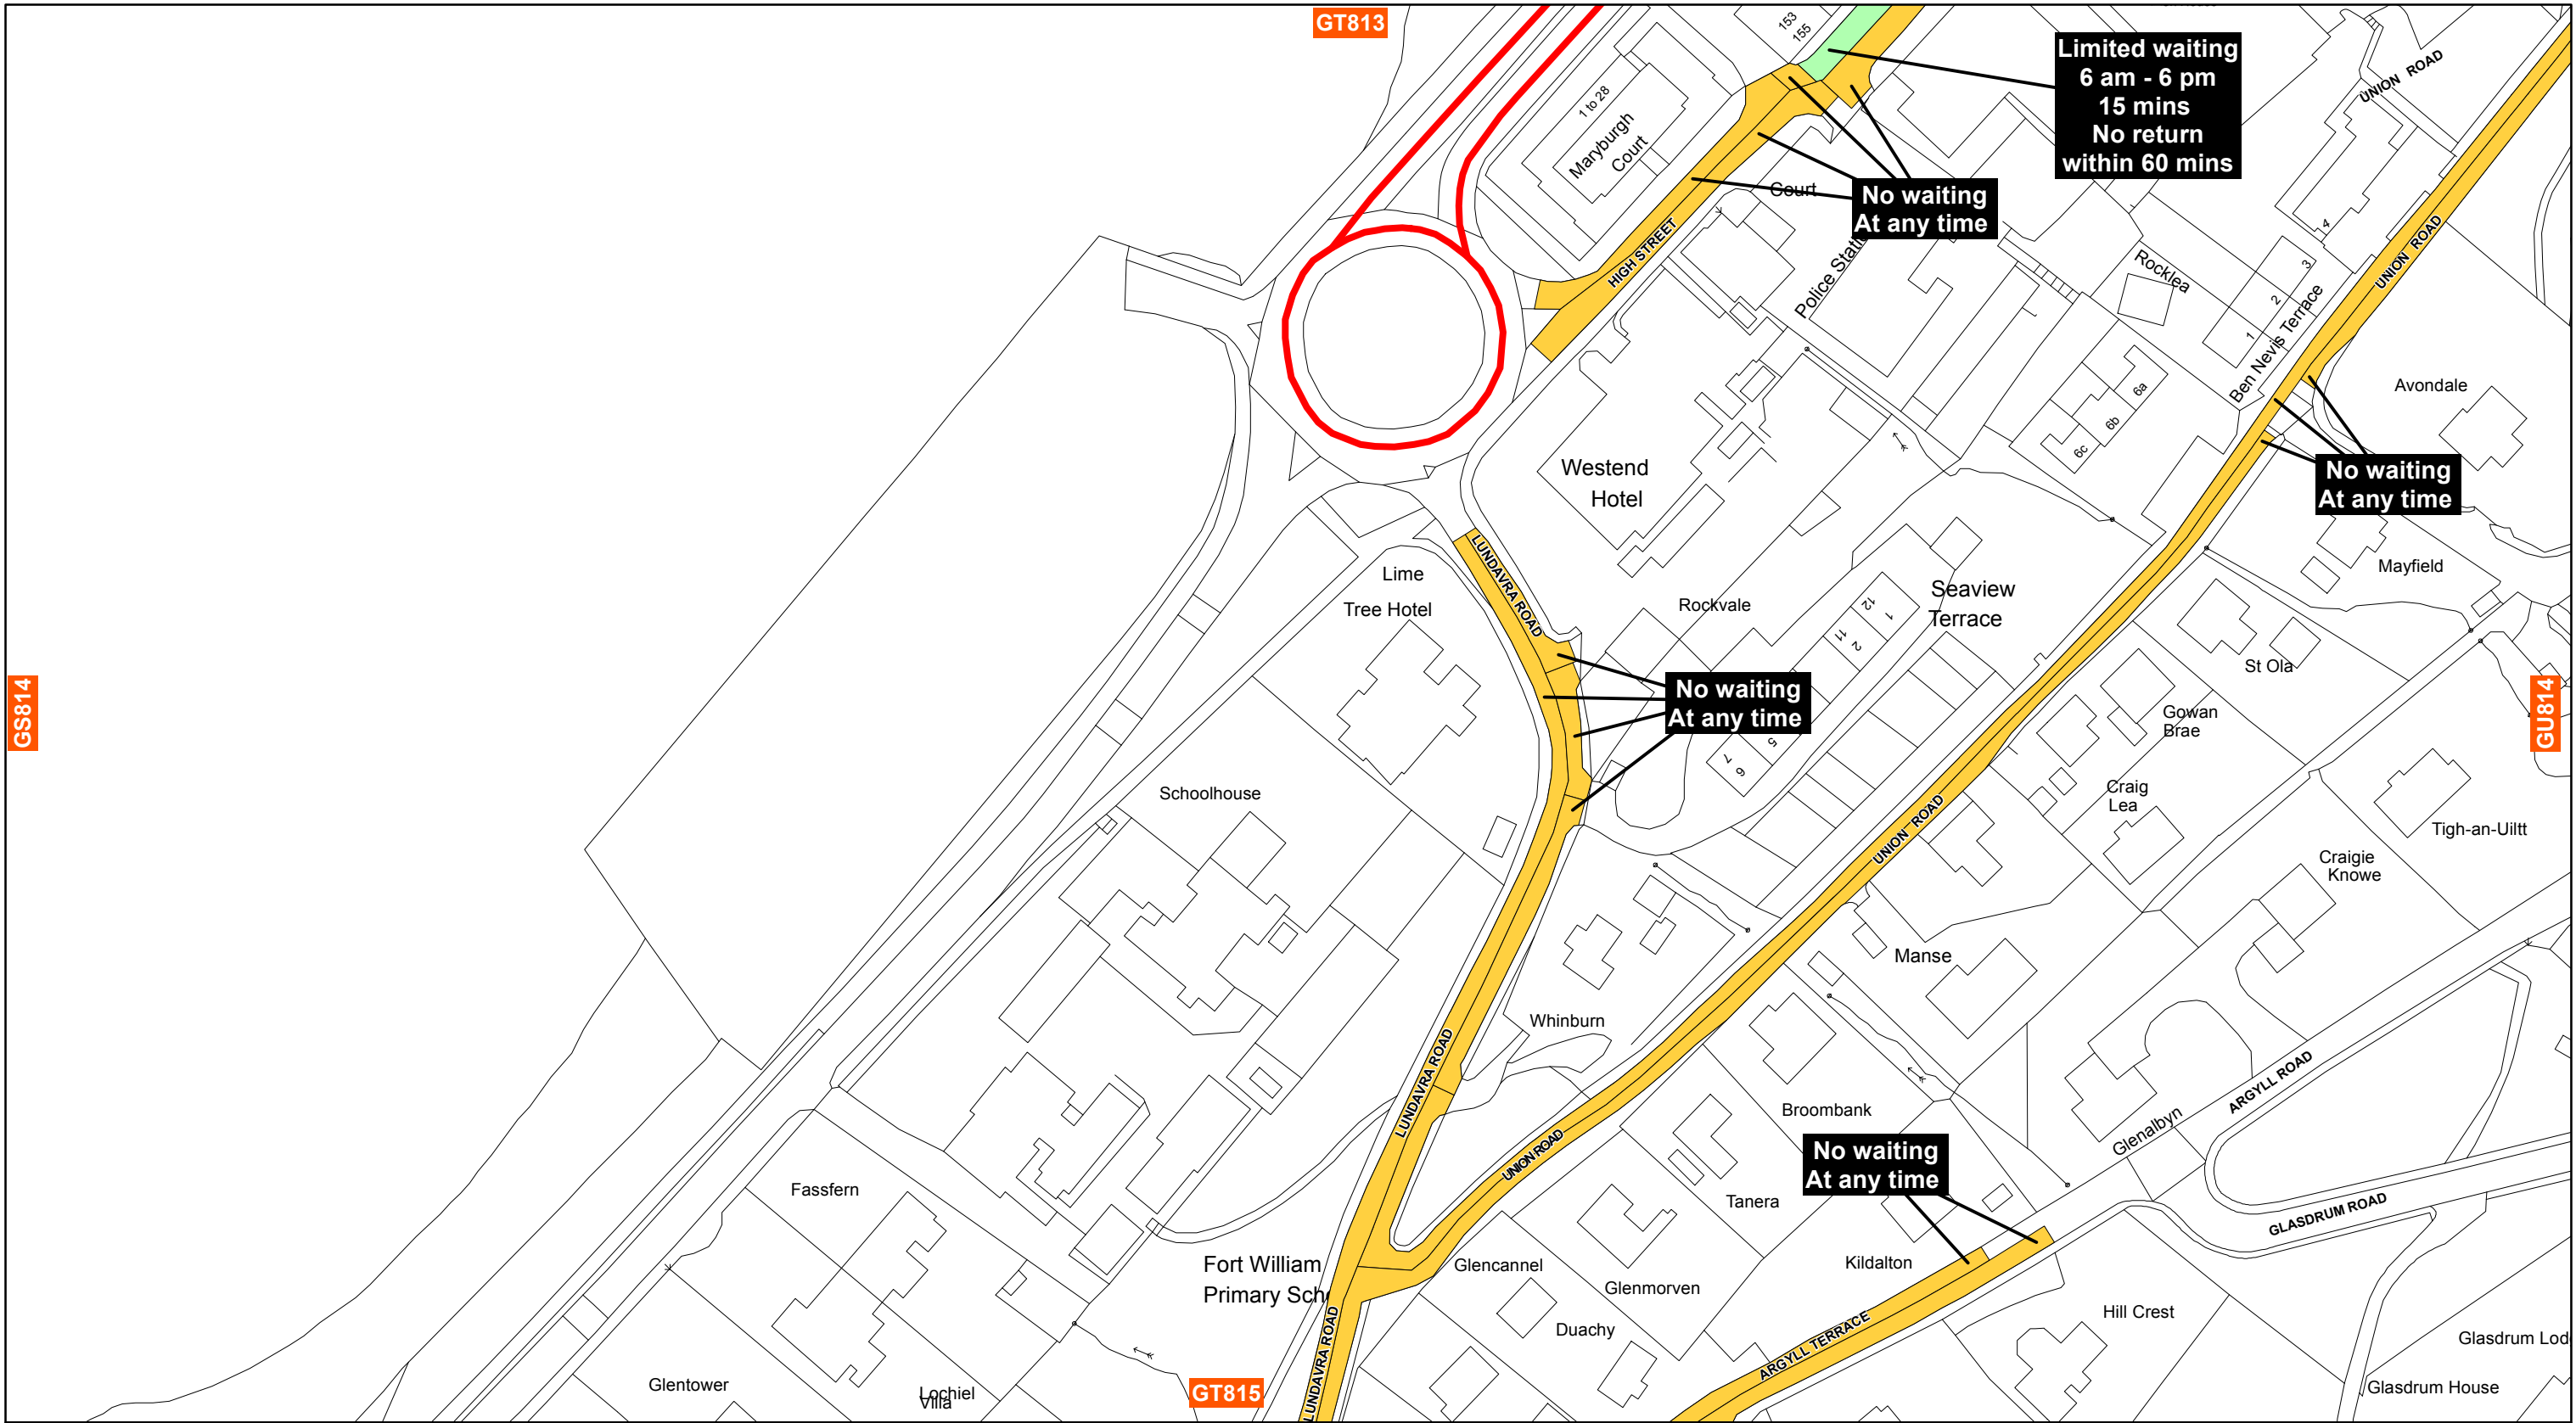 GT813
153
155
Limited waiting
6 am - 6 pm
15 mins
No return
within 60 mins
UNION ROAD
1 to 28
Maryburgh
Court
Court
No waiting
At any time
HIGH STREET
Police
4
3
2
1
Rocklea
UNION ROAD
Ben Nevis Terrace
Avondale
6a
6b
6c
No waiting
At any time
Westend
Hotel
Mayfield
LUNDAVRA ROAD
Lime
Tree Hotel
Rockvale
Seaview
Terrace
12
1
11
2
St Ola
GS814
GU814
No waiting
At any time
5
7
6
Gowan
Brae
Craig
Lea
Schoolhouse
UNION ROAD
Tigh-an-Uiltt
Craigie
Knowe
Manse
Whinburn
LUNDAVRA ROAD
Broombank
ARGYLL ROAD
Glenalbyn
UNION ROAD
No waiting
At any time
Fassfern
Tanera
GLASDRUM ROAD
Fort William
Primary
Glencannel
Kildalton
Glenmorven
Hill Crest
Duachy
ARGYLL TERRACE
LUNDAVRA ROAD
Glasdrum
Glentower
Lochiel
Villa
GT815
Glasdrum House